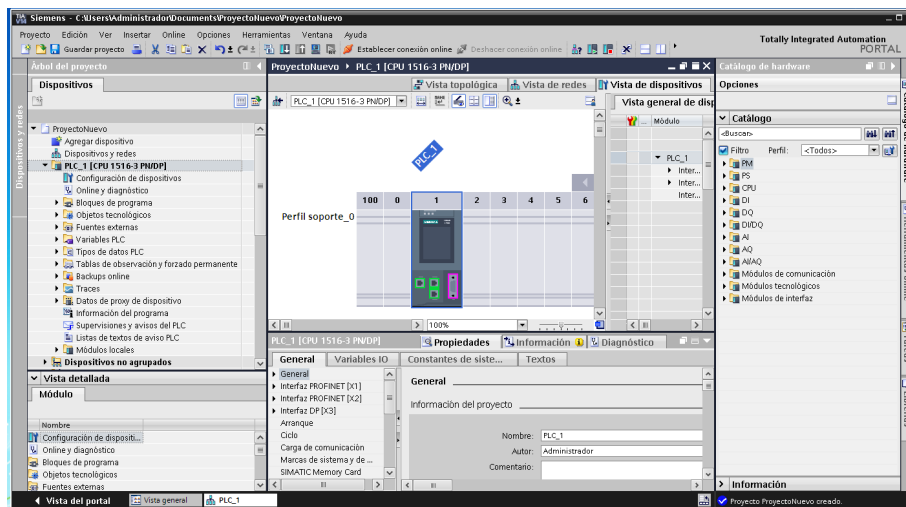 Siemens - C:\Users\Administrador\Documents\ProyectoNuevo\ProyectoNuevo
Proyecto Edición Ver Insertar Online Opciones Herramientas Ventana Ayuda
Guardar proyecto Establecer conexión online Deshacer conexión online
Totally Integrated Automation
PORTAL
Árbol del proyecto
Dispositivos
Dispositivos y redes
ProyectoNuevo
Agregar dispositivo
Dispositivos y redes
PLC_1 [CPU 1516-3 PN/DP]
Configuración de dispositivos
Online y diagnóstico
Bloques de programa
Objetos tecnológicos
Fuentes externas
Variables PLC
Tipos de datos PLC
Tablas de observación y forzado permanente
Backups online
Traces
Datos de proxy de dispositivo
Información del programa
Supervisiones y avisos del PLC
Listas de textos de aviso PLC
Módulos locales
Dispositivos no agrupados
Vista detallada
Módulo
Nombre
Configuración de dispositi...
Online y diagnóstico
Bloques de programa
Objetos tecnológicos
Fuentes externas
ProyectoNuevo PLC_1 [CPU 1516-3 PN/DP]
Vista topológica Vista de redes Vista de dispositivos
PLC_1 [CPU 1516-3 PN/DP]
Vista general de disp
... Módulo
PLC_1
Inter...
Inter...
Inter...
PLC_1
100 0 1 2 3 4 5 6
Perfil soporte_0
100%
PLC_1 [CPU 1516-3 PN/DP]
Propiedades Información Diagnóstico
General Variables IO Constantes de siste... Textos
General
Interfaz PROFINET [X1]
Interfaz PROFINET [X2]
Interfaz DP [X3]
Arranque
Ciclo
Carga de comunicación
Marcas de sistema y de ...
SIMATIC Memory Card
General
Información del proyecto
Nombre: PLC_1
Autor: Administrador
Comentario:
Catálogo de hardware
Opciones
Catálogo
<Buscar>
Filtro Perfil: <Todos>
PM
PS
CPU
DI
DQ
DI/DQ
AI
AQ
AI/AQ
Módulos de comunicación
Módulos tecnológicos
Módulos de interfaz
Información
Vista del portal Vista general PLC_1
Proyecto ProyectoNuevo creado.